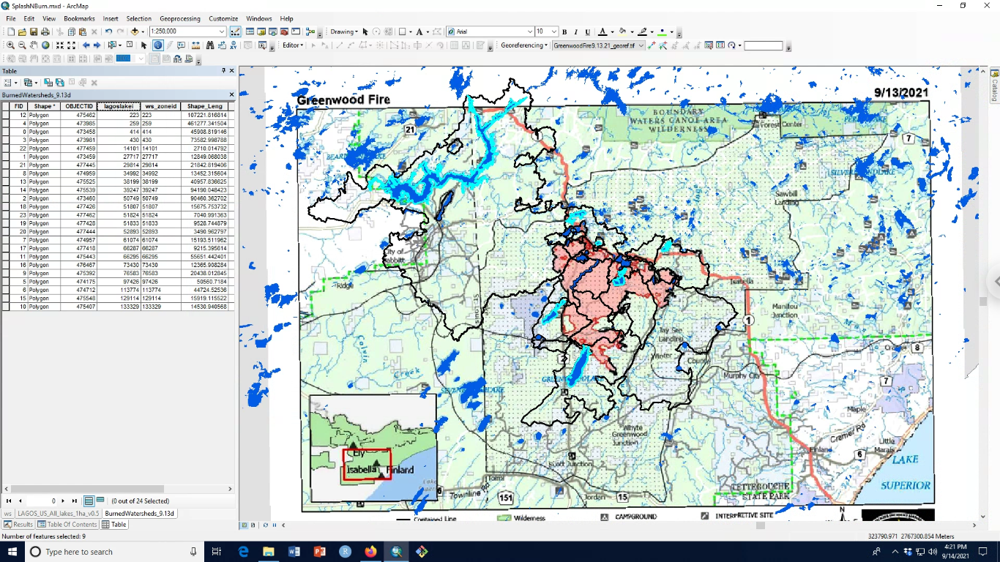 SplashNBurn.mxd - ArcMap
File Edit View Bookmarks Insert Selection Geoprocessing Customize Windows Help
1:250,000 Drawing Arial 10 B I U A
Editor Georeferencing GreenwoodFire9.13.21_georef.tif
Table
BurnedWatersheds_9.13d
FID Shape * OBJECTID lagoslakei ws_zoneid Shape_Leng
12 Polygon 475462 223 223 107221.816814
4 Polygon 473985 259 259 461277.341504
0 Polygon 473458 414 414 45908.819146
3 Polygon 473981 430 430 73582.998788
22 Polygon 477459 14101 14101 2710.014792
1 Polygon 473459 27717 27717 12849.068038
21 Polygon 477445 29814 29814 21842.819406
8 Polygon 474959 34992 34992 13452.315604
13 Polygon 475525 38199 38199 40957.836825
14 Polygon 475539 39247 39247 94190.048423
2 Polygon 473460 50749 50749 90460.362702
18 Polygon 477426 51807 51807 15675.753732
23 Polygon 477462 51824 51824 7040.991363
19 Polygon 477428 51833 51833 9528.744879
20 Polygon 477444 52893 52893 3490.962797
7 Polygon 474957 61074 61074 15193.511962
17 Polygon 477418 66287 66287 9215.395614
11 Polygon 475443 66295 66295 55651.442401
16 Polygon 476467 73430 73430 12365.908284
9 Polygon 475392 76583 76583 20438.012845
5 Polygon 474175 97426 97426 50560.7184
6 Polygon 474712 113774 113774 44724.52536
15 Polygon 475548 129114 129114 15919.115522
10 Polygon 475407 133329 133329 14530.940568
0 (0 out of 24 Selected)
ws LAGOS_US_All_lakes_1ha_v0.5 BurnedWatersheds_9.13d
Results Table Of Contents Table
Number of features selected: 9
Greenwood Fire
9/13/2021
BOUNDARY
WATERS CANOE AREA
WILDERNESS
Forest Center
21
1
7
Sawbill
Landing
City of
Ridge
Isabella
Manitou
Junction
1
Tay See
Landing
8
Winter
County
Murphy City
Calvin
Creek
7
Maple
Cramer Rd
Whyte
Greenwood
Junction
Finland
Little
Marais
6
Scott Junction
LAKE
SUPERIOR
Toimi
TETTEGOUCHE
STATE PARK
6
Townline Rd
151
Jordan
15
Ely
Isabella
Finland
N
Contained Line
Wilderness
CAMPGROUND
INTERPRETIVE SITE
Catalog
323790.971 2767300.854 Meters
Type here to search
4:21 PM
9/14/2021